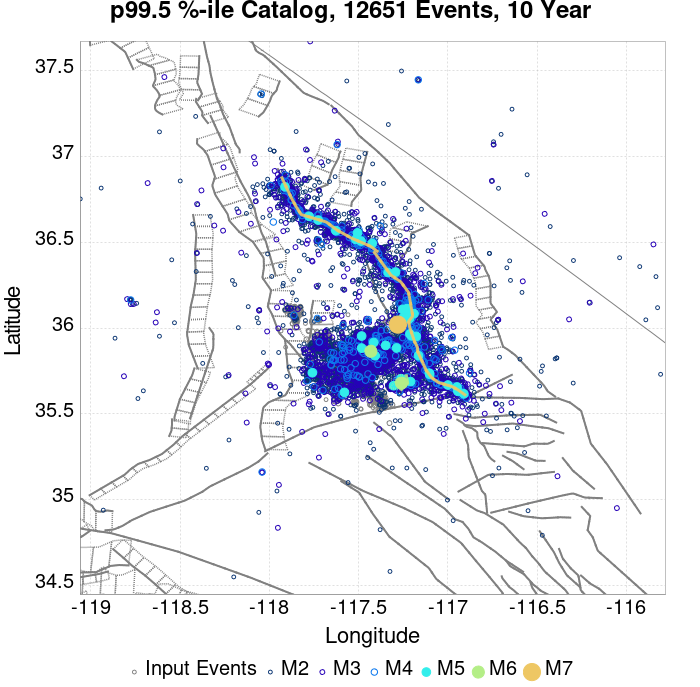 p99.5 %-ile Catalog, 12651 Events, 10 Year
37.5
37
36.5
36
35.5
35
34.5
Latitude
-119 -118.5 -118 -117.5 -117 -116.5 -116
Longitude
Input Events M2 M3 M4 M5 M6 M7